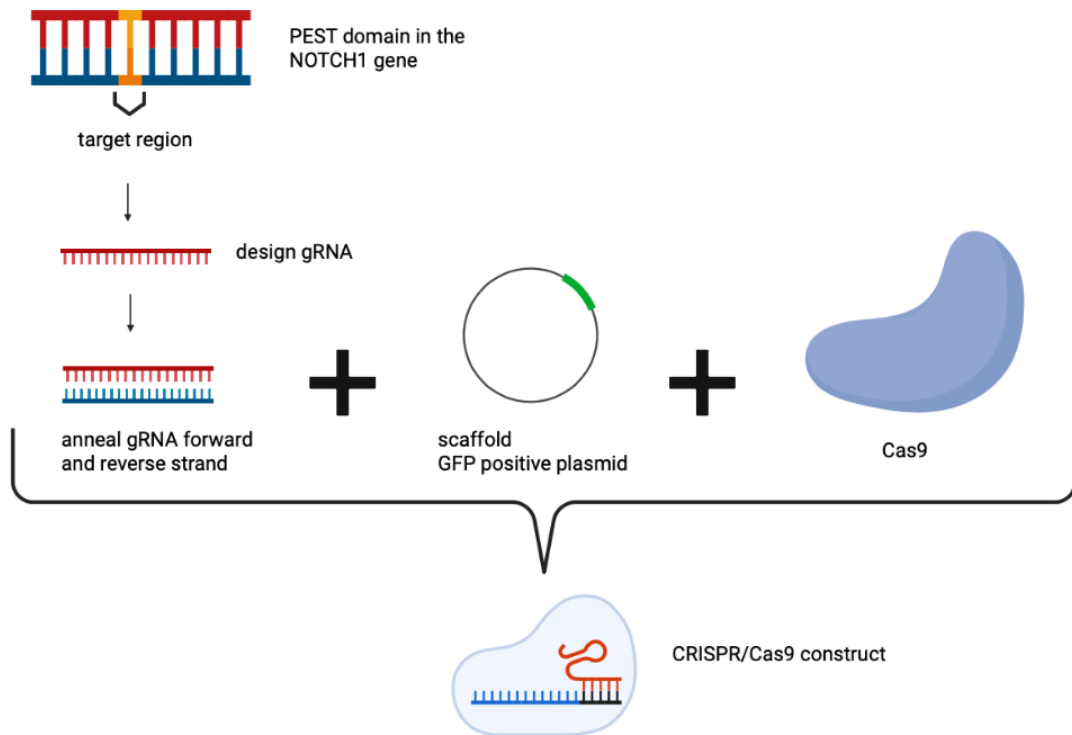 PEST domain in the
NOTCH1 gene
target region
design gRNA
anneal gRNA forward
and reverse strand
scaffold
GFP positive plasmid
Cas9
CRISPR/Cas9 construct